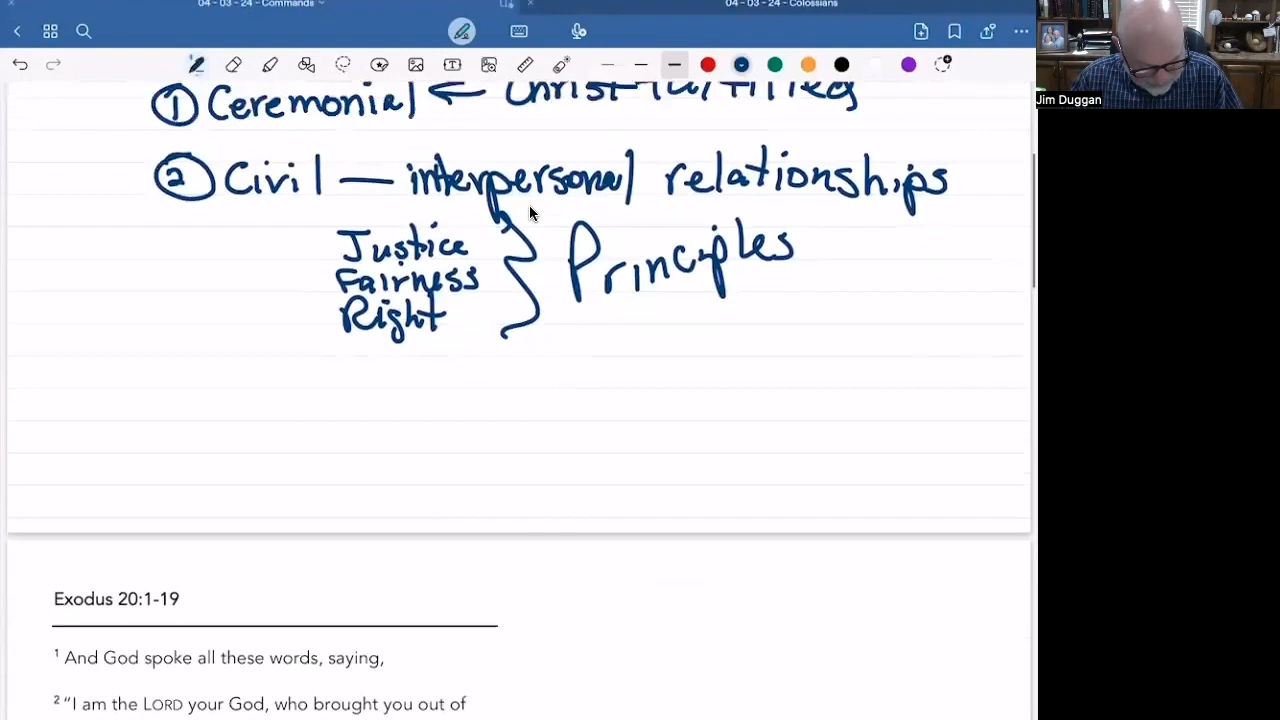 04 - 03 - 24 - Commands
04 - 03 - 24 - Colossians
Jim Duggan
① Ceremonial ← Christ fulfilled
② Civil — interpersonal relationships
Justice
Fairness
Right
Principles
Exodus 20:1-19
1 And God spoke all these words, saying,
2 “I am the LORD your God, who brought you out of